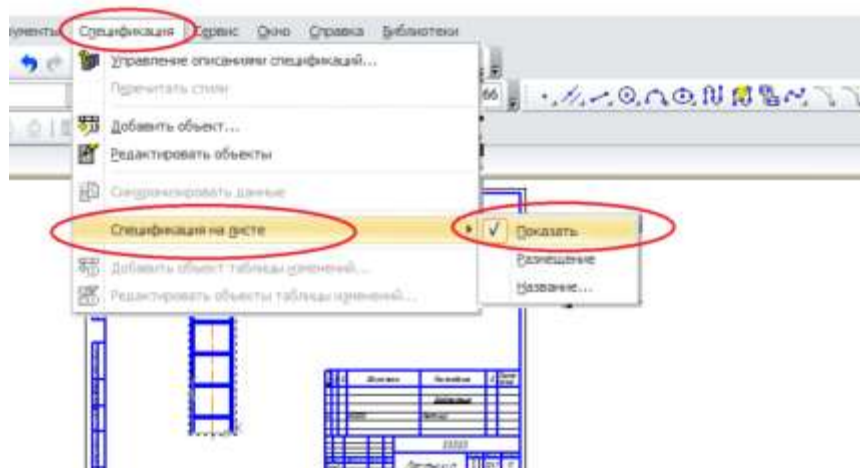 Спецификация Сервис Окно Справка Библиотеки
Управление описаниями спецификаций...
Перечитать стили
66
Добавить объект...
Редактировать объекты
Синхронизировать данные
Спецификация на листе
Показать
Размещение
Название...
Добавить объект таблицы изменений...
Редактировать объекты таблицы изменений...